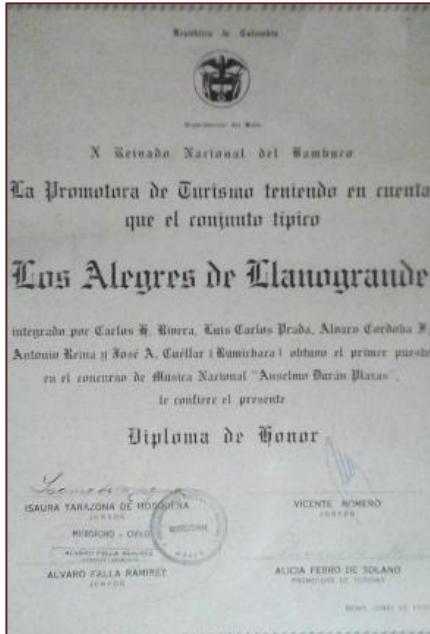 República de Colombia
Departamento del Huila
X Reinado Nacional del Bambuco
La Promotora de Turismo teniendo en cuenta
que el conjunto típico
Los Alegres de Llanogrande
integrado por Carlos H. Rivera, Luis Carlos Prada, Alvaro Cordoba F.
Antonio Reina y José A. Cuéllar ( Rumichaca ) obtuvo el primer puesto
en el concurso de Música Nacional "Anselmo Durán Plazas",
le confiere el presente
Diploma de Honor
ISAURA TARAZONA DE MOSQUERA
JURADO
VICENTE ROMERO
JURADO
ALVARO FALLA RAMIREZ
ALVARO FALLA RAMIREZ
JURADO
ALICIA FERRO DE SOLANO
PROMOTORA DE TURISMO